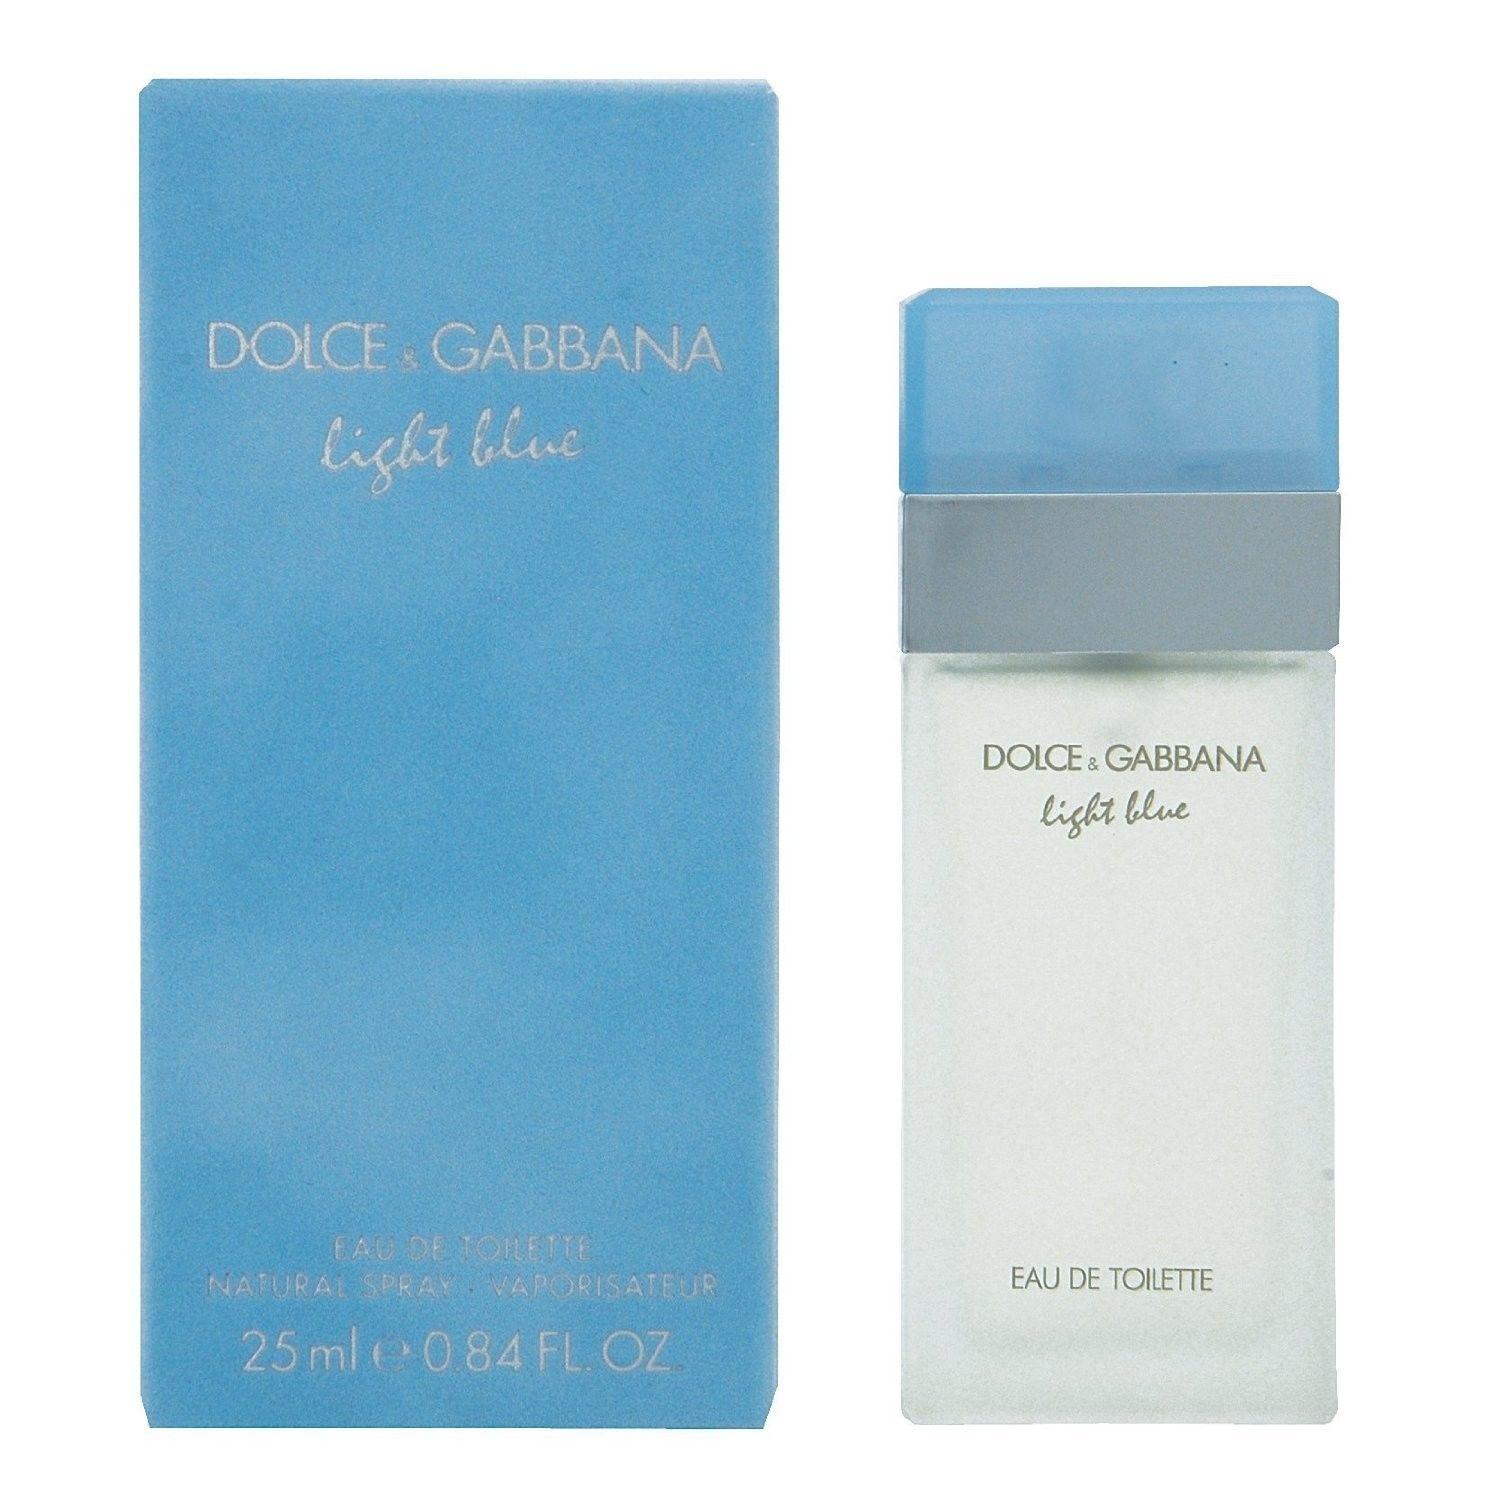 DOLCE & GABBANA
light blue
EAU DE TOILETTE
NATURAL SPRAY VAPORISATEUR
25 ml e 0.84 FL. OZ.
DOLCE & GABBANA
light blue
EAU DE TOILETTE